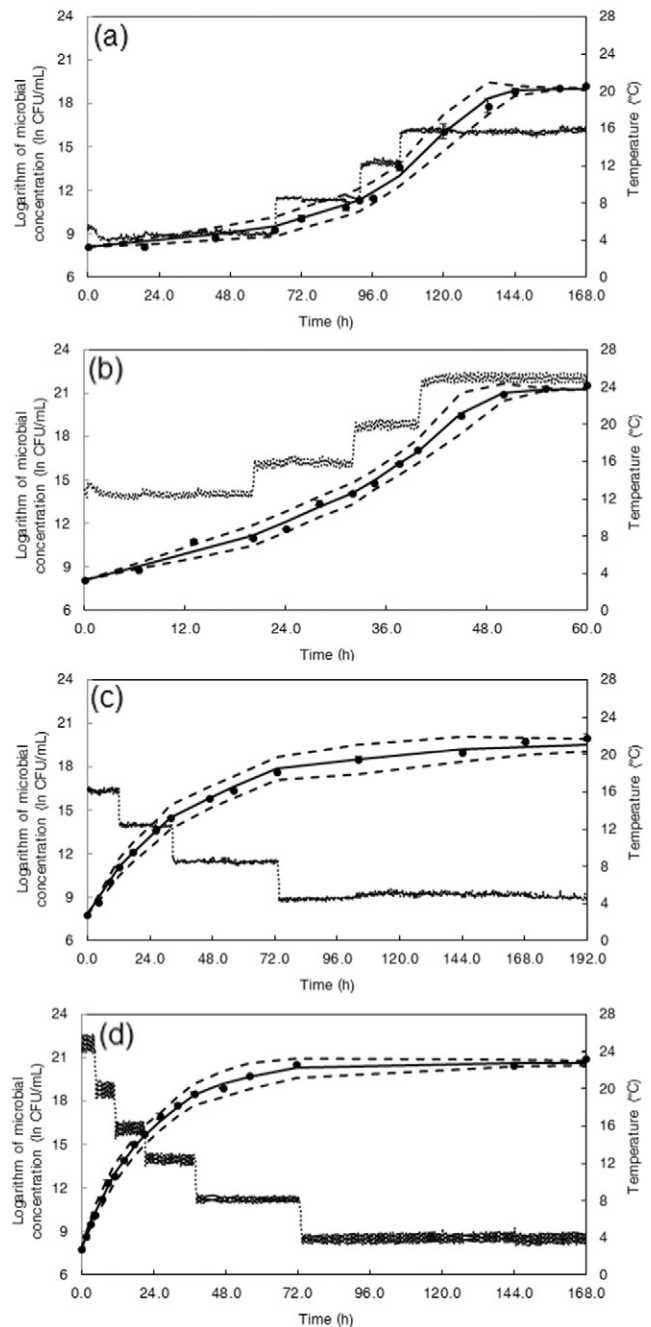 (a)
Logarithm of microbial
concentration (ln CFU/mL)
24
21
18
15
12
9
6
28
24
20
16
12
8
4
0
Temperature (°C)
0.0 24.0 48.0 72.0 96.0 120.0 144.0 168.0
Time (h)
(b)
Logarithm of microbial
concentration (ln CFU/mL)
24
21
18
15
12
9
6
28
24
20
16
12
8
4
0
Temperature (°C)
0.0 12.0 24.0 36.0 48.0 60.0
Time (h)
(c)
Logarithm of microbial
concentration (ln CFU/mL)
24
21
18
15
12
9
6
28
24
20
16
12
8
4
0
Temperature (°C)
0.0 24.0 48.0 72.0 96.0 120.0 144.0 168.0 192.0
Time (h)
(d)
Logarithm of microbial
concentration (ln CFU/mL)
24
21
18
15
12
9
6
28
24
20
16
12
8
4
0
Temperature (°C)
0.0 24.0 48.0 72.0 96.0 120.0 144.0 168.0
Time (h)